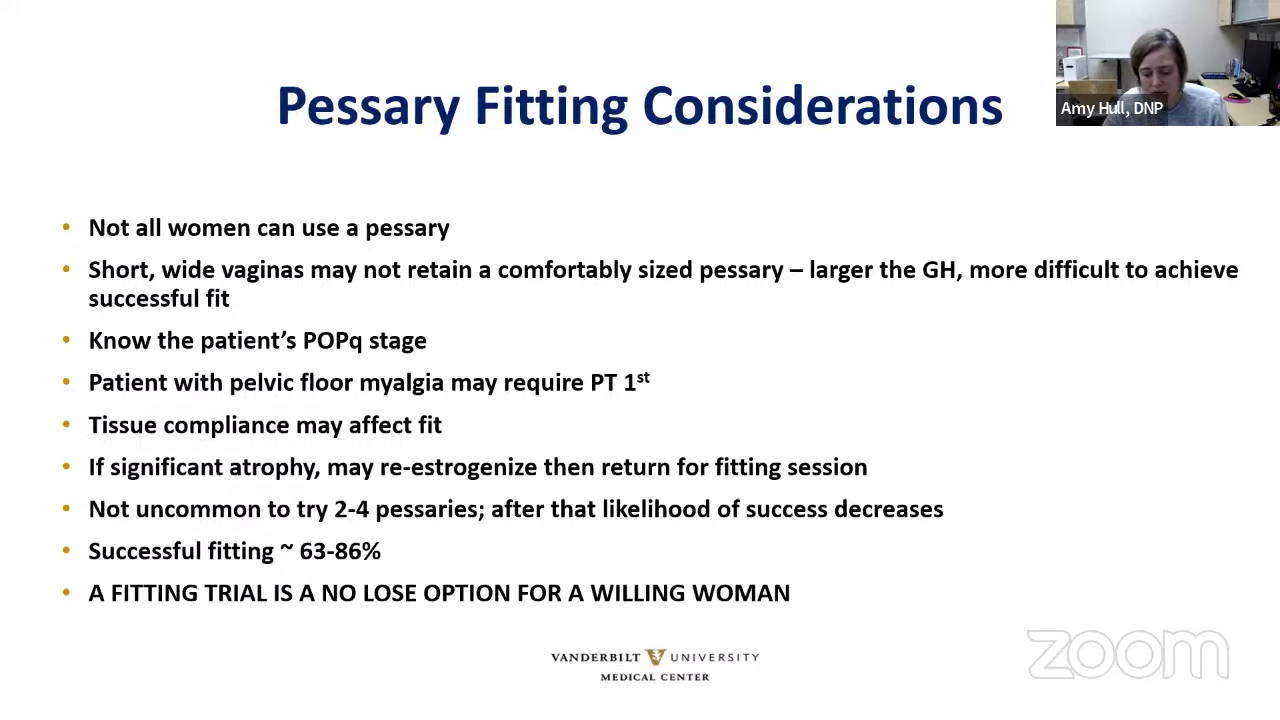 Amy Hull, DNP
Pessary Fitting Considerations
• Not all women can use a pessary
• Short, wide vaginas may not retain a comfortably sized pessary – larger the GH, more difficult to achieve
successful fit
• Know the patient's POPq stage
• Patient with pelvic floor myalgia may require PT 1st
• Tissue compliance may affect fit
• If significant atrophy, may re-estrogenize then return for fitting session
• Not uncommon to try 2-4 pessaries; after that likelihood of success decreases
• Successful fitting ~ 63-86%
• A FITTING TRIAL IS A NO LOSE OPTION FOR A WILLING WOMAN
VANDERBILT UNIVERSITY
MEDICAL CENTER
zoom